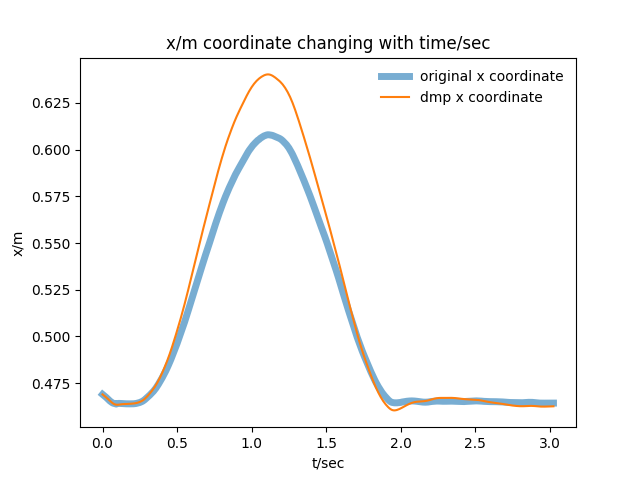 x/m coordinate changing with time/sec
original x coordinate
dmp x coordinate
x/m
0.625
0.600
0.575
0.550
0.525
0.500
0.475
0.0 0.5 1.0 1.5 2.0 2.5 3.0
t/sec